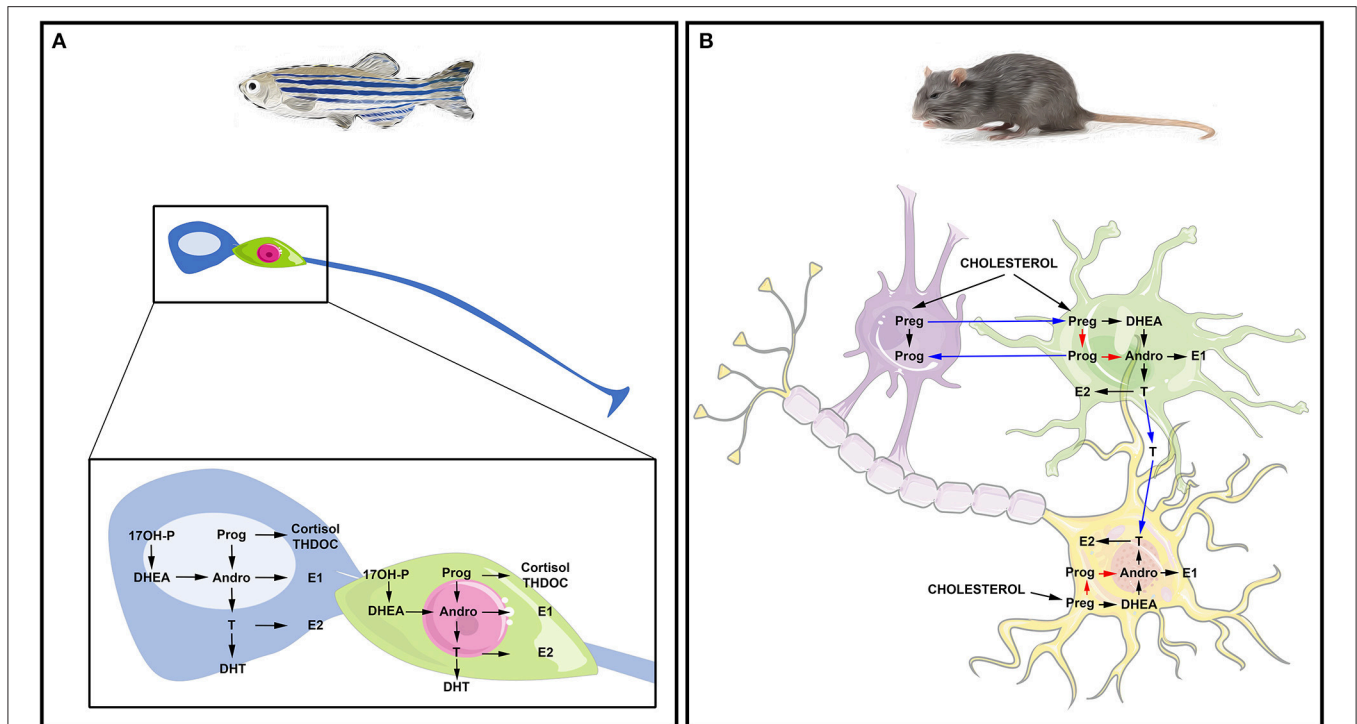 A
17OH-P
Prog
Cortisol
THDOC
DHEA
Andro
E1
T
E2
DHT
17OH-P
Prog
Cortisol
THDOC
DHEA
Andro
E1
T
E2
DHT
B
CHOLESTEROL
Preg
Prog
Preg
DHEA
Prog
Andro
E1
E2
T
T
E2
T
Prog
Andro
E1
CHOLESTEROL
Preg
DHEA